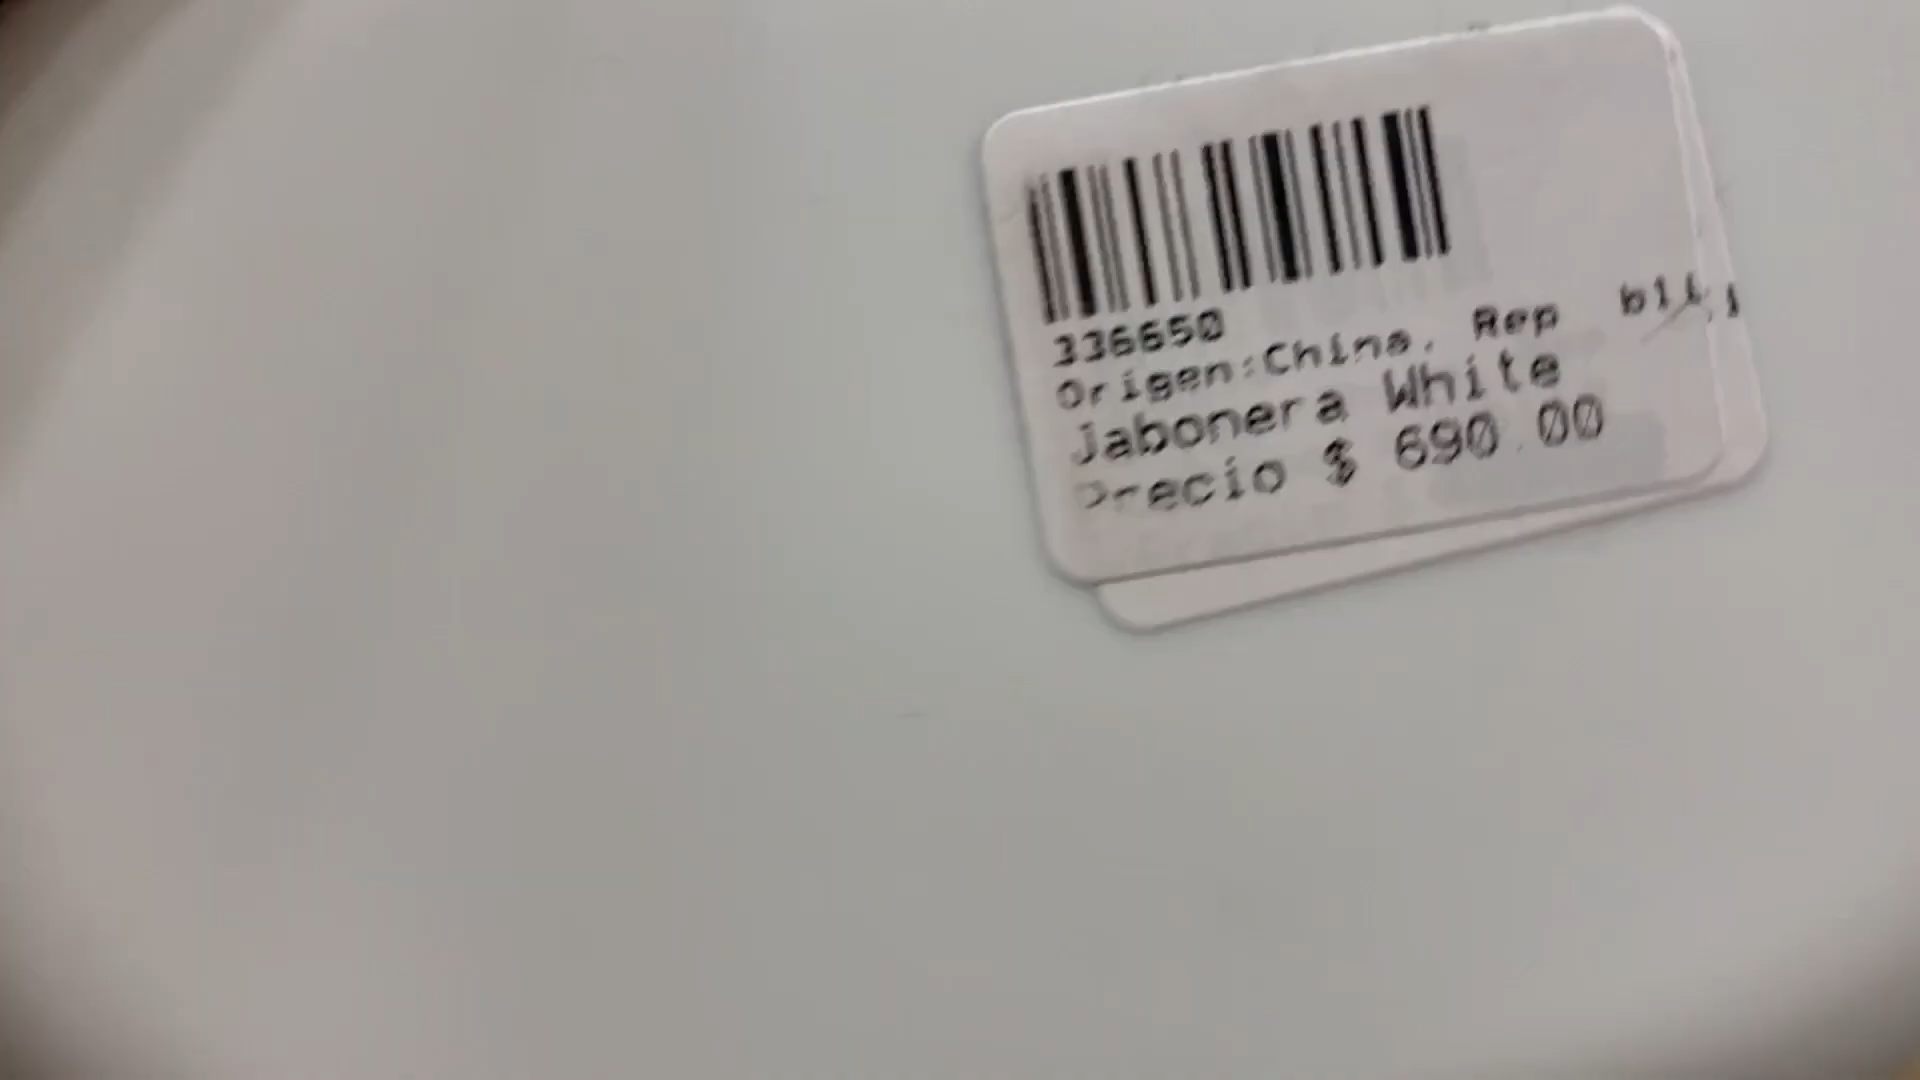 336650
Origen:China, Rep
Jabonera White
Precio $ 690.00